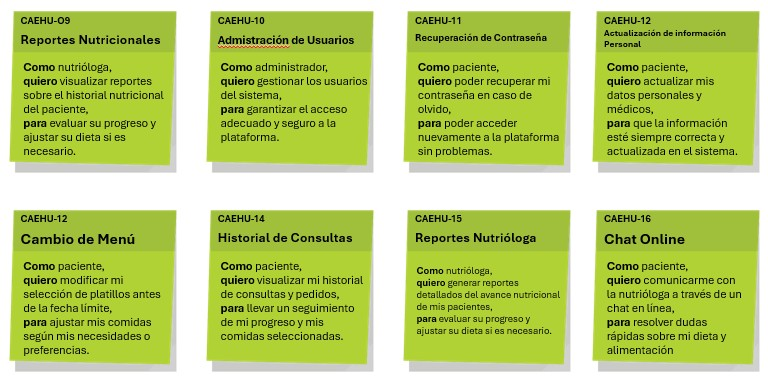 CAEHU-O9
Reportes Nutricionales
Como nutrióloga,
quiero visualizar reportes
sobre el historial nutricional
del paciente,
para evaluar su progreso y
ajustar su dieta si es
necesario.
CAEHU-10
Admistración de Usuarios
Como administrador,
quiero gestionar los usuarios
del sistema,
para garantizar el acceso
adecuado y seguro a la
plataforma.
CAEHU-11
Recuperación de Contraseña
Como paciente,
quiero poder recuperar mi
contraseña en caso de
olvido,
para poder acceder
nuevamente a la plataforma
sin problemas.
CAEHU-12
Actualización de información
Personal
Como paciente,
quiero actualizar mis
datos personales y
médicos,
para que la información
esté siempre correcta y
actualizada en el sistema.
CAEHU-12
Cambio de Menú
Como paciente,
quiero modificar mi
selección de platillos antes
de la fecha límite,
para ajustar mis comidas
según mis necesidades o
preferencias.
CAEHU-14
Historial de Consultas
Como paciente,
quiero visualizar mi historial
de consultas y pedidos,
para llevar un seguimiento
de mi progreso y mis
comidas seleccionadas.
CAEHU-15
Reportes Nutrióloga
Como nutrióloga,
quiero generar reportes
detallados del avance nutricional
de mis pacientes,
para evaluar su progreso y
ajustar su dieta si es necesario.
CAEHU-16
Chat Online
Como paciente,
quiero comunicarme con
la nutrióloga a través de un
chat en línea,
para resolver dudas
rápidas sobre mi dieta y
alimentación